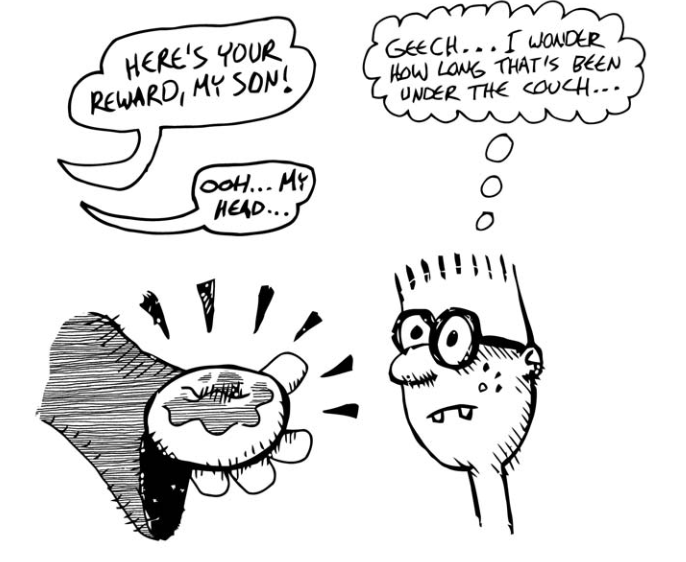 HERE'S YOUR
REWARD, MY SON!
OOH... MY
HEAD...
GEECH... I WONDER
HOW LONG THAT'S BEEN
UNDER THE COUCH...